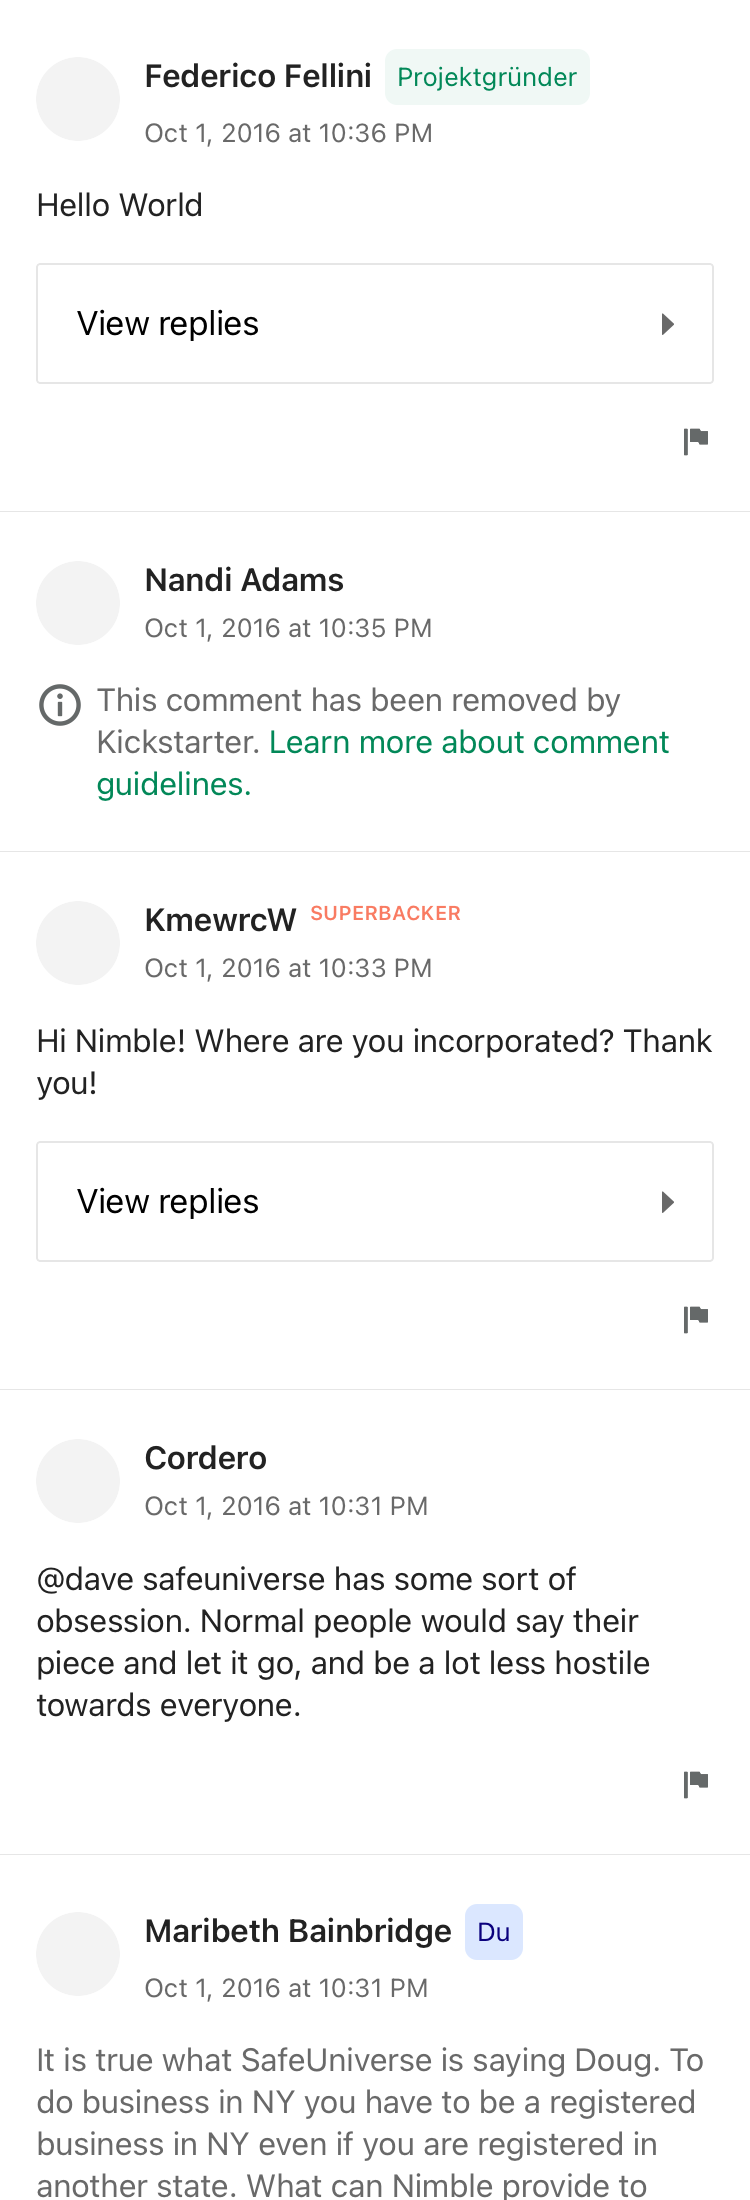 Federico Fellini Projektgründer
Oct 1, 2016 at 10:36 PM
Hello World
View replies
Nandi Adams
Oct 1, 2016 at 10:35 PM
This comment has been removed by
Kickstarter. Learn more about comment
guidelines.
KmewrcW SUPERBACKER
Oct 1, 2016 at 10:33 PM
Hi Nimble! Where are you incorporated? Thank
you!
View replies
Cordero
Oct 1, 2016 at 10:31 PM
@dave safeuniverse has some sort of
obsession. Normal people would say their
piece and let it go, and be a lot less hostile
towards everyone.
Maribeth Bainbridge Du
Oct 1, 2016 at 10:31 PM
It is true what SafeUniverse is saying Doug. To
do business in NY you have to be a registered
business in NY even if you are registered in
another state. What can Nimble provide to